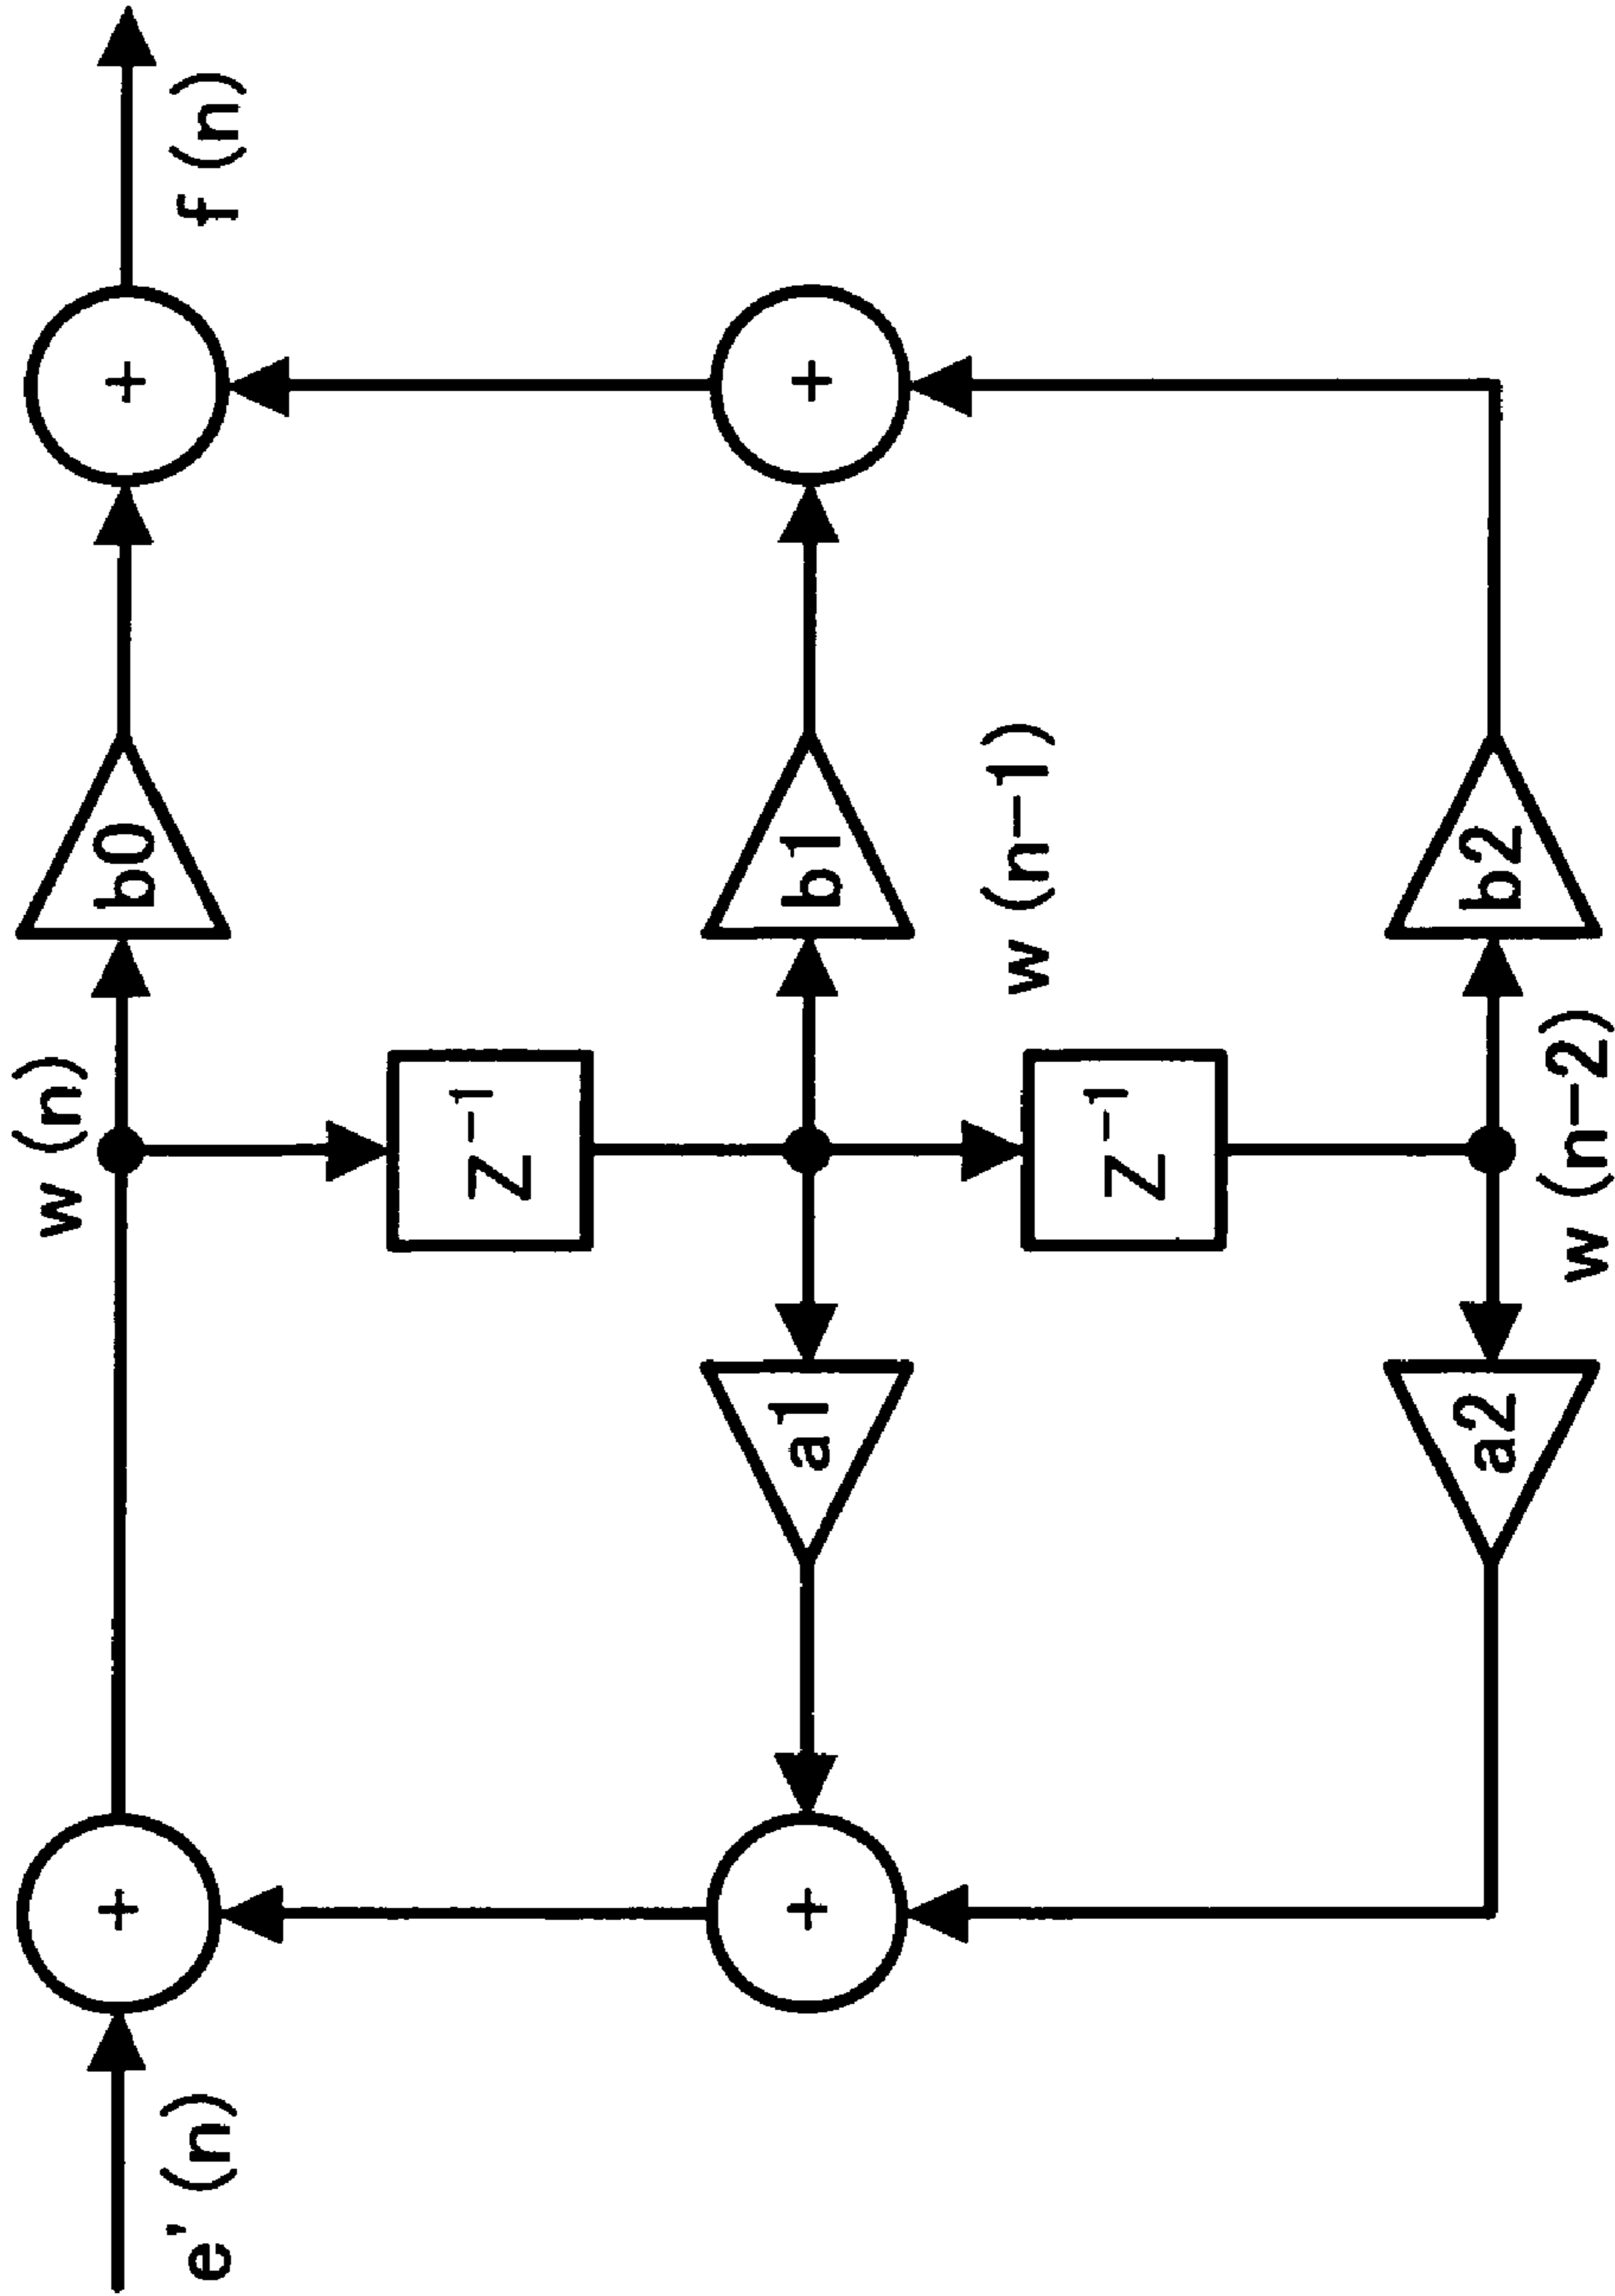 w (n)
e' (n)
+
b0
+
f (n)
z⁻¹
+
a1
b1
+
w (n-1)
z⁻¹
a2
b2
w (n-2)